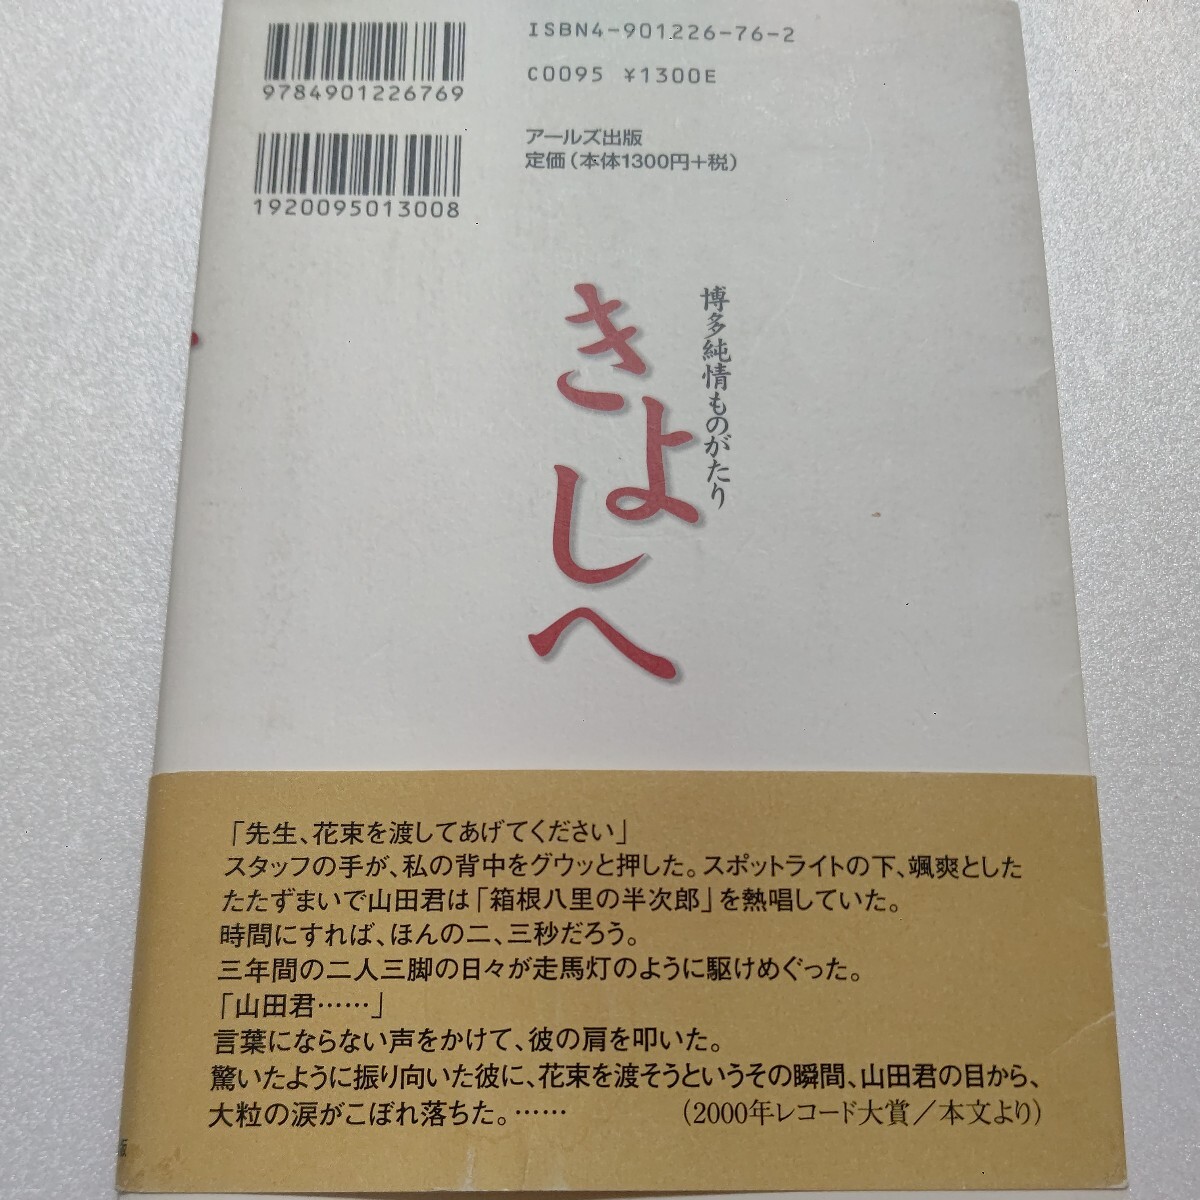 ISBN4-901226-76-2
C0095 ¥1300E
9784901226769
アールズ出版
定価(本体1300円+税)
1920095013008
博多純情ものがたり
きよしへ
「先生、花束を渡してあげてください」
スタッフの手が、私の背中をグウッと押した。スポットライトの下、颯爽とした
たたずまいで山田君は「箱根八里の半次郎」を熱唱していた。
時間にすれば、ほんの二、三秒だろう。
三年間の二人三脚の日々が走馬灯のように駆けめぐった。
「山田君……」
言葉にならない声をかけて、彼の肩を叩いた。
驚いたように振り向いた彼に、花束を渡そうというその瞬間、山田君の目から、
大粒の涙がこぼれ落ちた。…… (2000年レコード大賞/本文より)
版